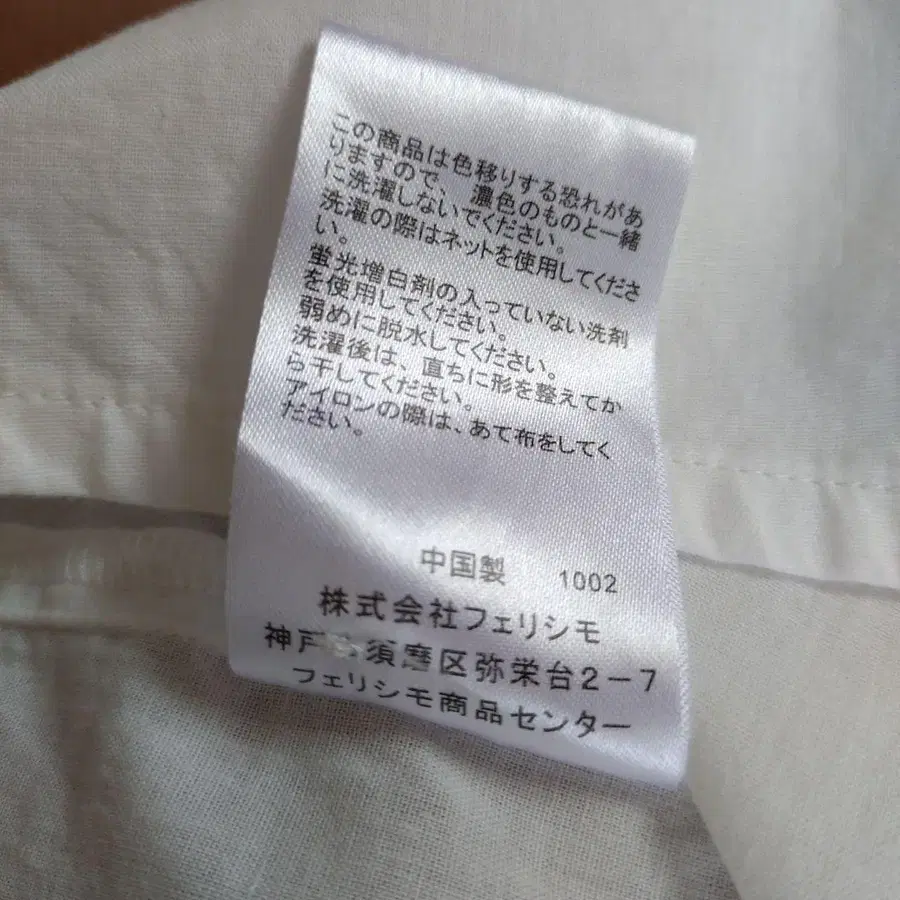 この商品は色移りする恐れがあ
りますので、濃色のものと一緒
に洗濯しないでください。
洗濯の際はネットを使用してくださ
い。
蛍光増白剤の入っていない洗剤
を使用してください。
弱めに脱水してください。
洗濯後は、直ちに形を整えてか
ら干してください。
アイロンの際は、あて布をしてく
ださい。
中国製 1002
株式会社フェリシモ
神戸 須磨区弥栄台2-7
フェリシモ商品センター